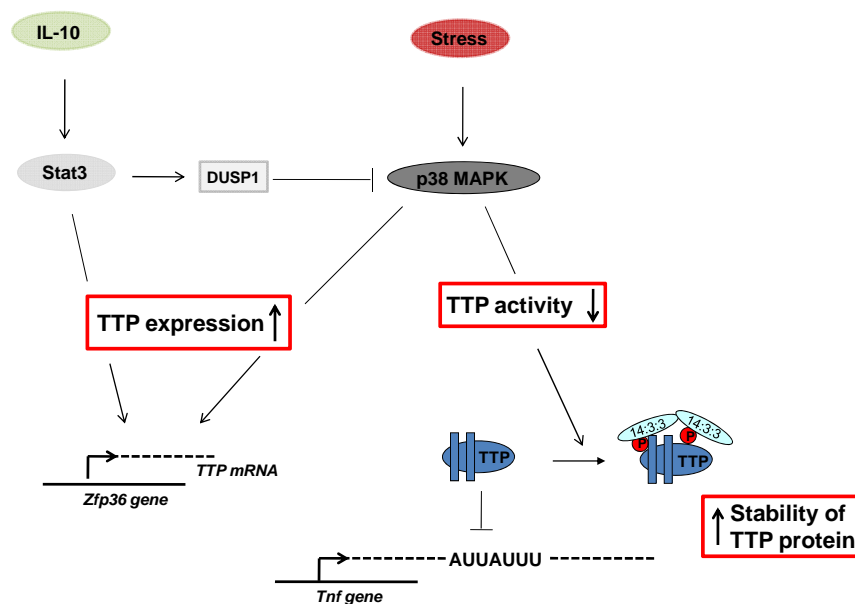 IL-10
Stress
Stat3
DUSP1
p38 MAPK
TTP expression
TTP activity
14:3:3
14:3:3
P
P
TTP
TTP
TTP mRNA
Zfp36 gene
Stability of
TTP protein
AUUAUUU
Tnf gene